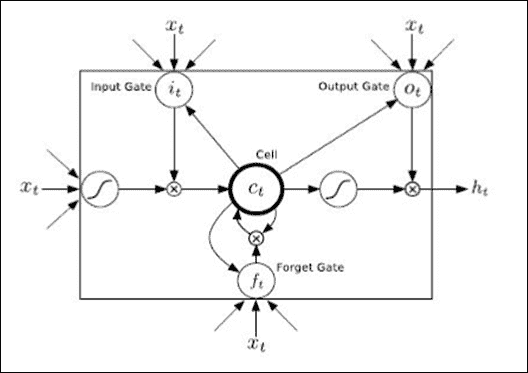 x_t x_t
Input Gate i_t Output Gate o_t
Cell
x_t c_t h_t
Forget Gate
f_t
x_t